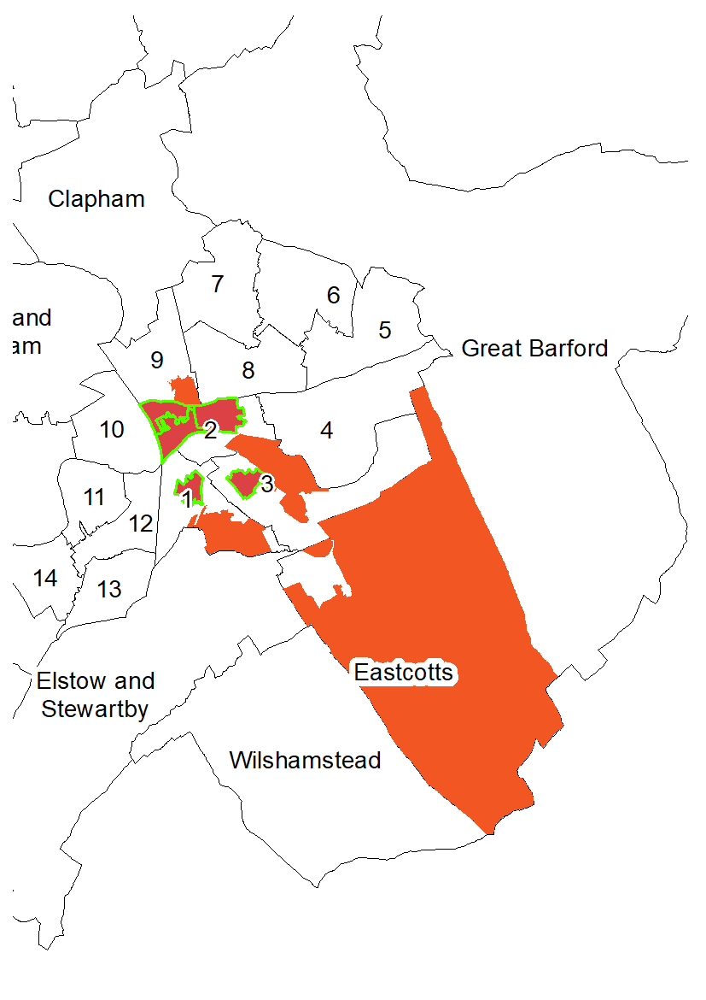 Clapham
7
6
and
am
5
Great Barford
9
8
10
2
4
3
11
1
12
14
13
Eastcotts
Elstow and
Stewartby
Wilshamstead